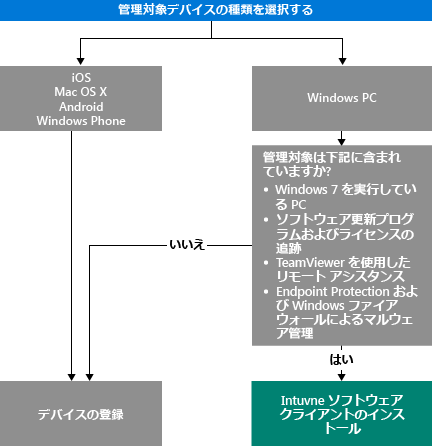 管理対象デバイスの種類を選択する
iOS
Mac OS X
Android
Windows Phone
Windows PC
管理対象は下記に含まれ
ていますか?
• Windows 7 を実行してい
る PC
• ソフトウェア更新プログ
ラムおよびライセンスの
追跡
• TeamViewer を使用した
リモート アシスタンス
• Endpoint Protection およ
び Windows ファイア
ウォールによるマルウェ
ア管理
いいえ
はい
デバイスの登録
Intuvne ソフトウェア
クライアントのインス
トール